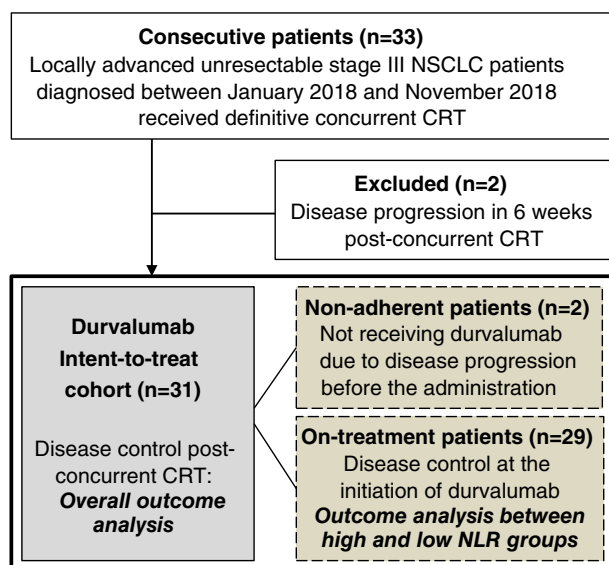 Consecutive patients (n=33)
Locally advanced unresectable stage III NSCLC patients
diagnosed between January 2018 and November 2018
received definitive concurrent CRT
Excluded (n=2)
Disease progression in 6 weeks
post-concurrent CRT
Durvalumab
Intent-to-treat
cohort (n=31)
Disease control post-
concurrent CRT:
Overall outcome
analysis
Non-adherent patients (n=2)
Not receiving durvalumab
due to disease progression
before the administration
On-treatment patients (n=29)
Disease control at the
initiation of durvalumab
Outcome analysis between
high and low NLR groups